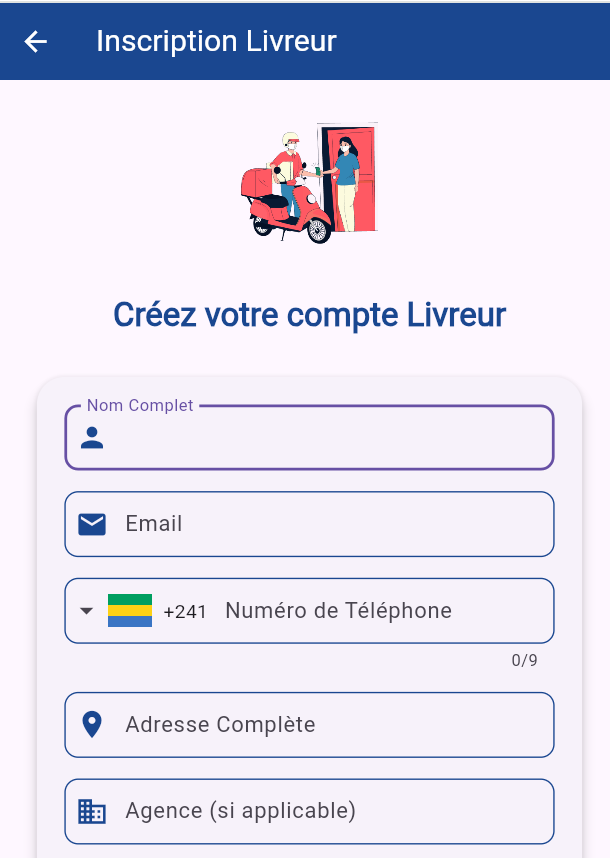 Inscription Livreur
Créez votre compte Livreur
Nom Complet
Email
+241 Numéro de Téléphone
0/9
Adresse Complète
Agence (si applicable)